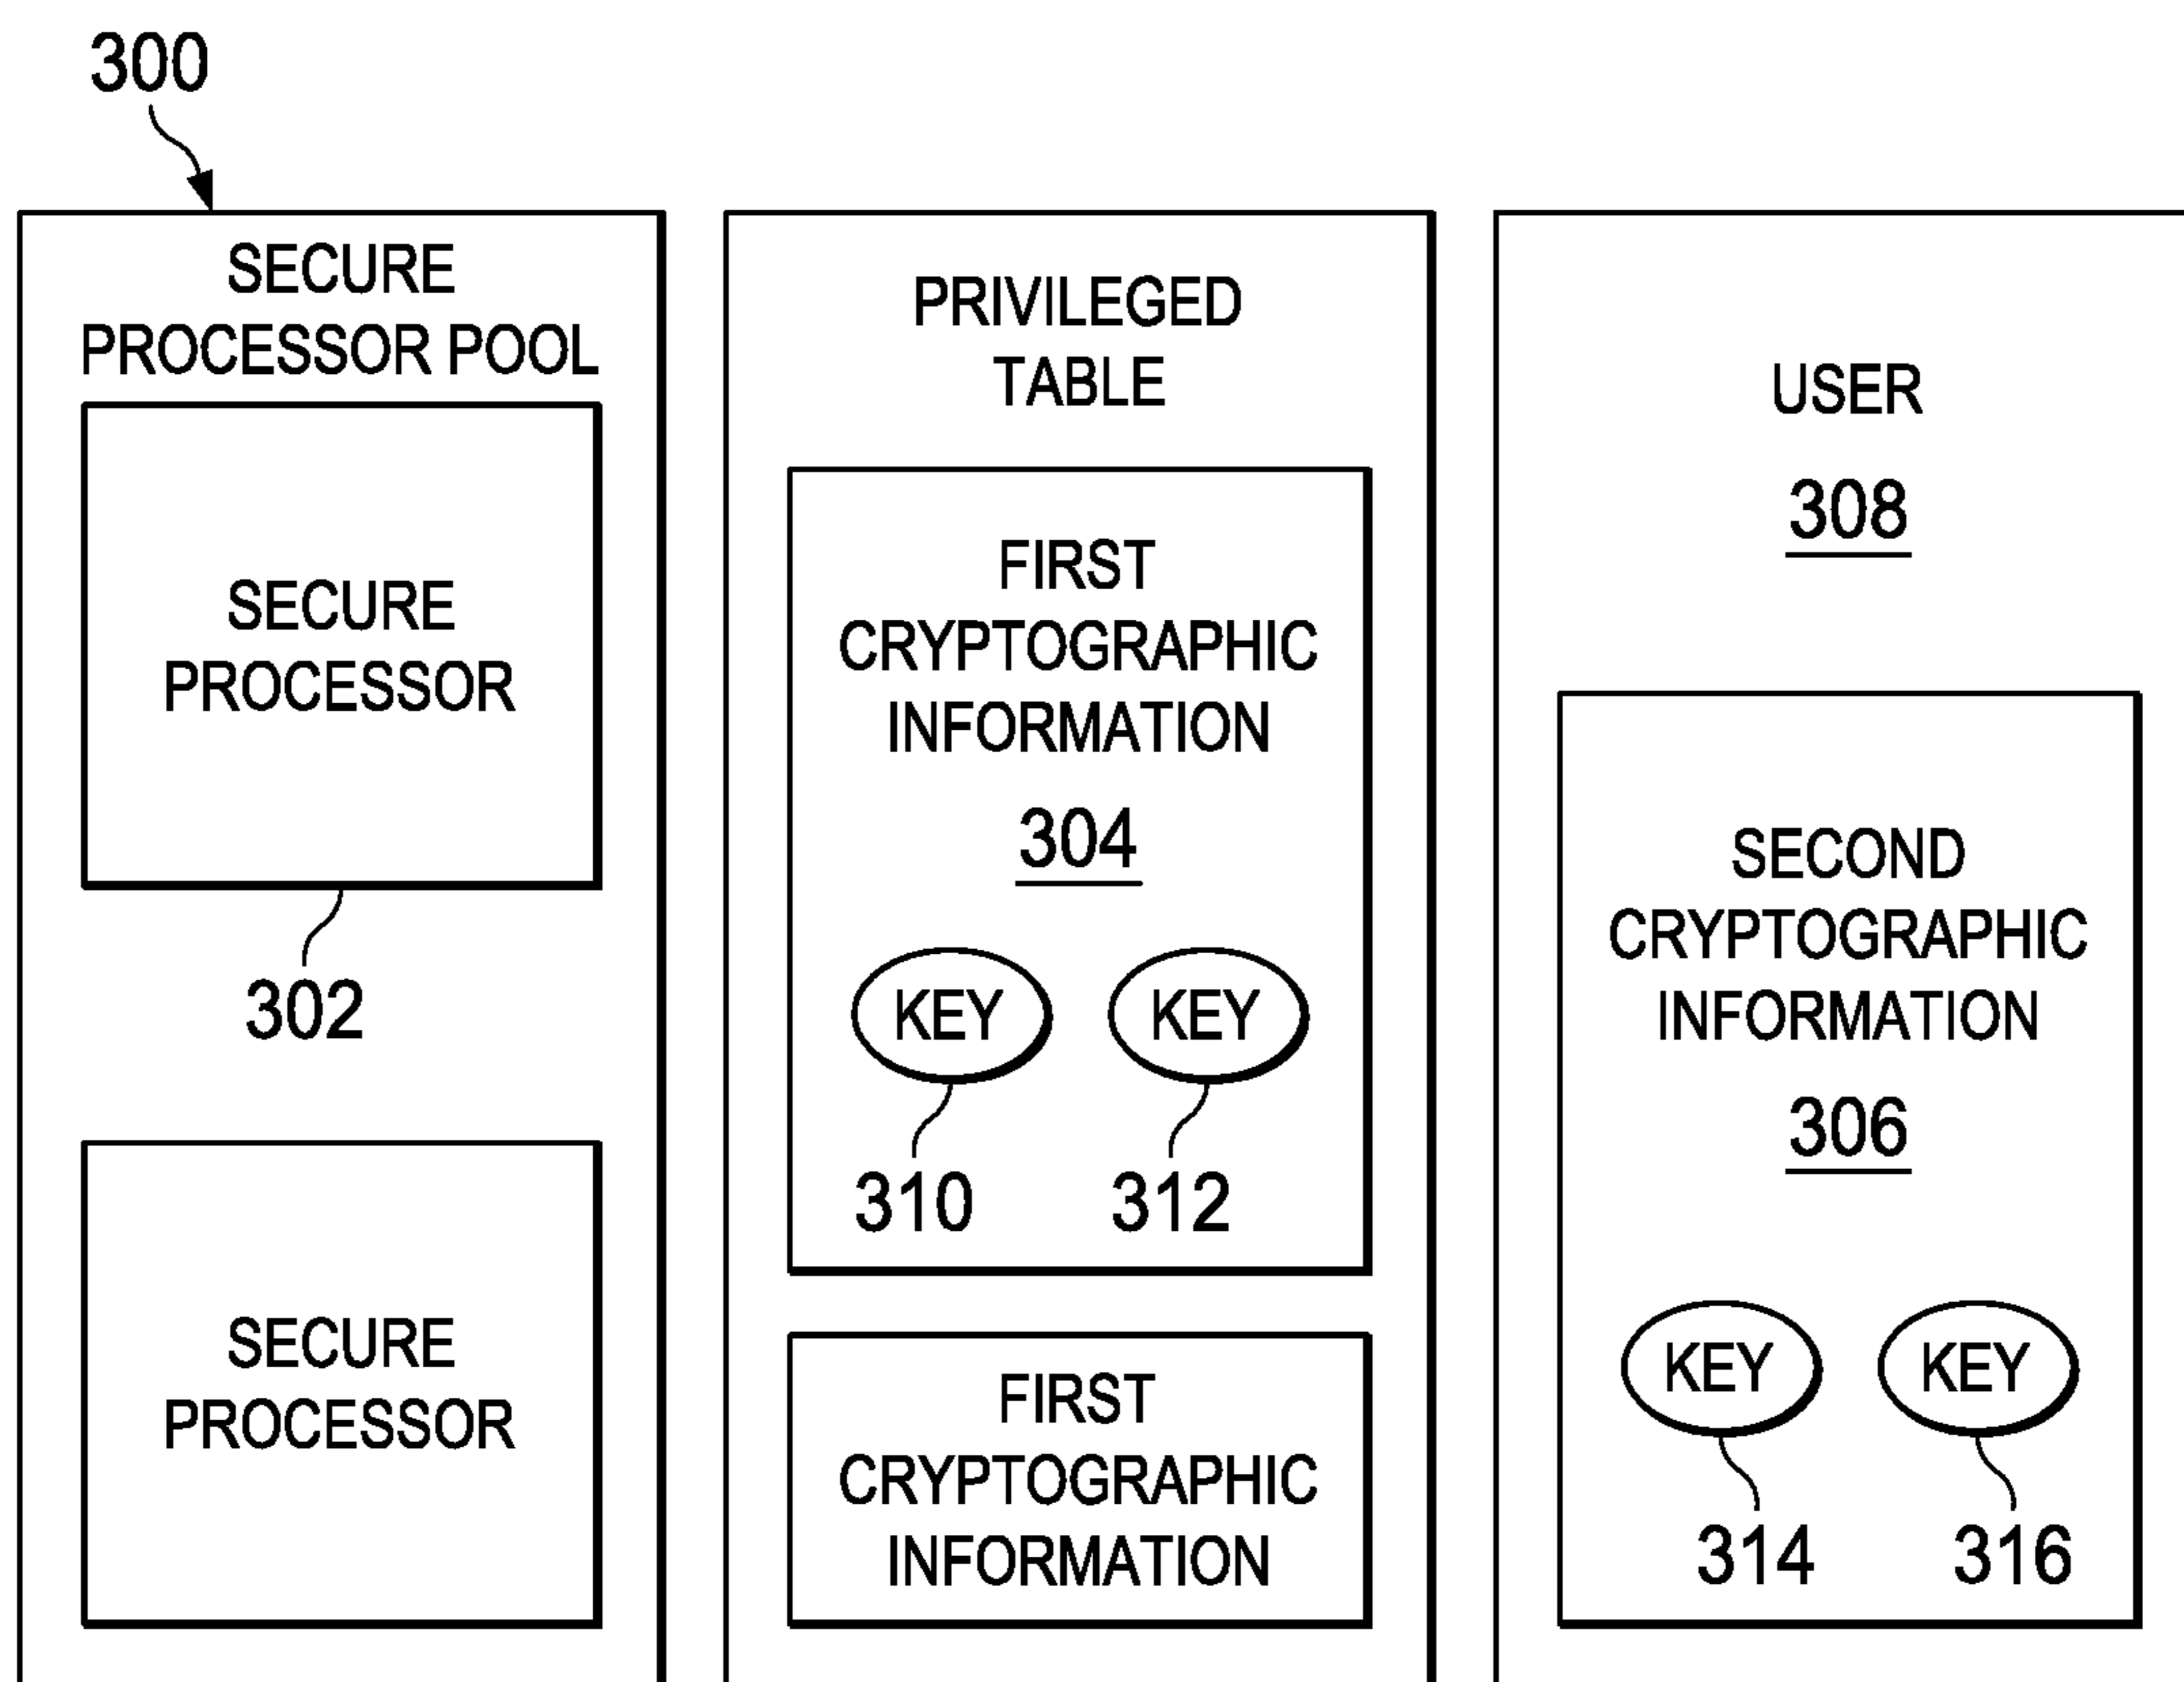 300
SECURE
PROCESSOR POOL
SECURE
PROCESSOR
302
SECURE
PROCESSOR
PRIVILEGED
TABLE
FIRST
CRYPTOGRAPHIC
INFORMATION
304
KEY KEY
310 312
FIRST
CRYPTOGRAPHIC
INFORMATION
USER
308
SECOND
CRYPTOGRAPHIC
INFORMATION
306
KEY KEY
314 316